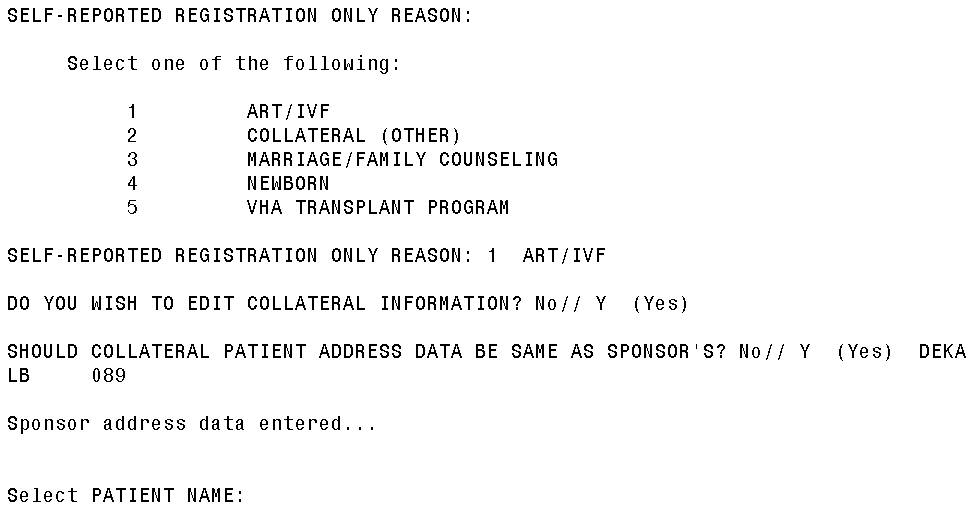 SELF-REPORTED REGISTRATION ONLY REASON:
Select one of the following:
1 ART/IVF
2 COLLATERAL (OTHER)
3 MARRIAGE/FAMILY COUNSELING
4 NEWBORN
5 VHA TRANSPLANT PROGRAM
SELF-REPORTED REGISTRATION ONLY REASON: 1 ART/IVF
DO YOU WISH TO EDIT COLLATERAL INFORMATION? No// Y (Yes)
SHOULD COLLATERAL PATIENT ADDRESS DATA BE SAME AS SPONSOR'S? No// Y (Yes) DEKA
LB 089
Sponsor address data entered...
Select PATIENT NAME: